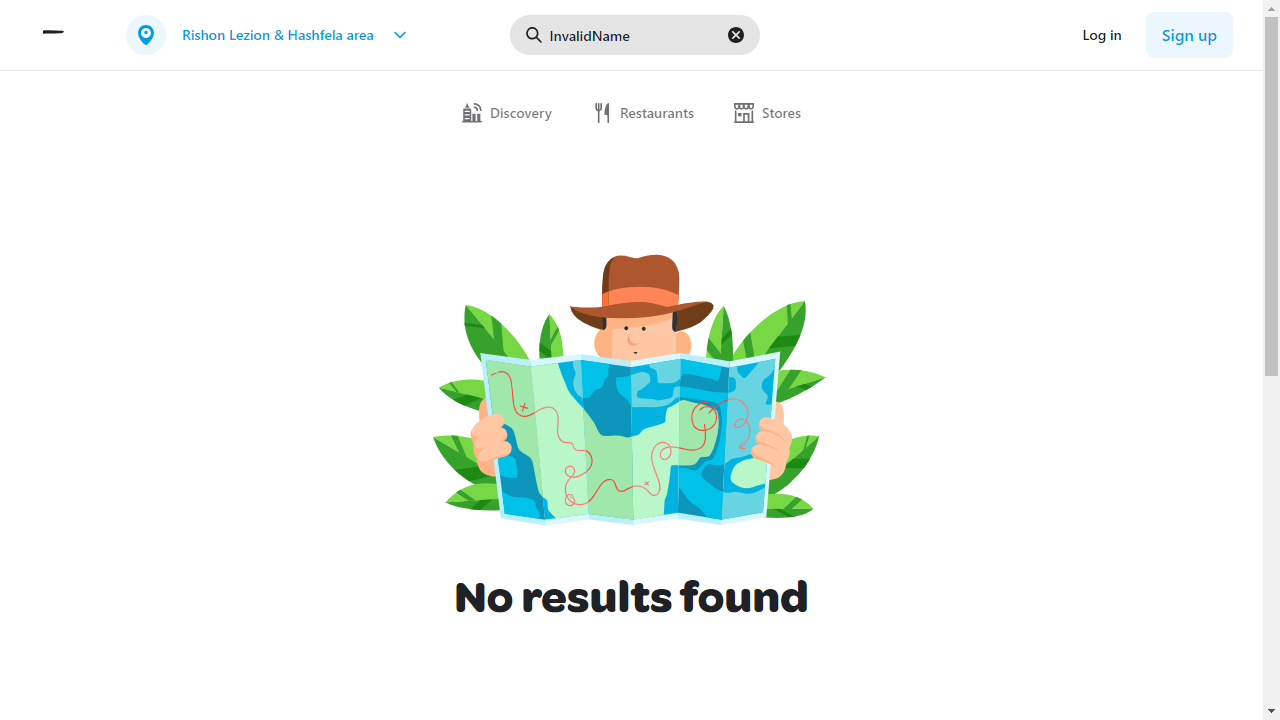 Rishon Lezion & Hashfela area
InvalidName
Log in
Sign up
Discovery
Restaurants
Stores
No results found